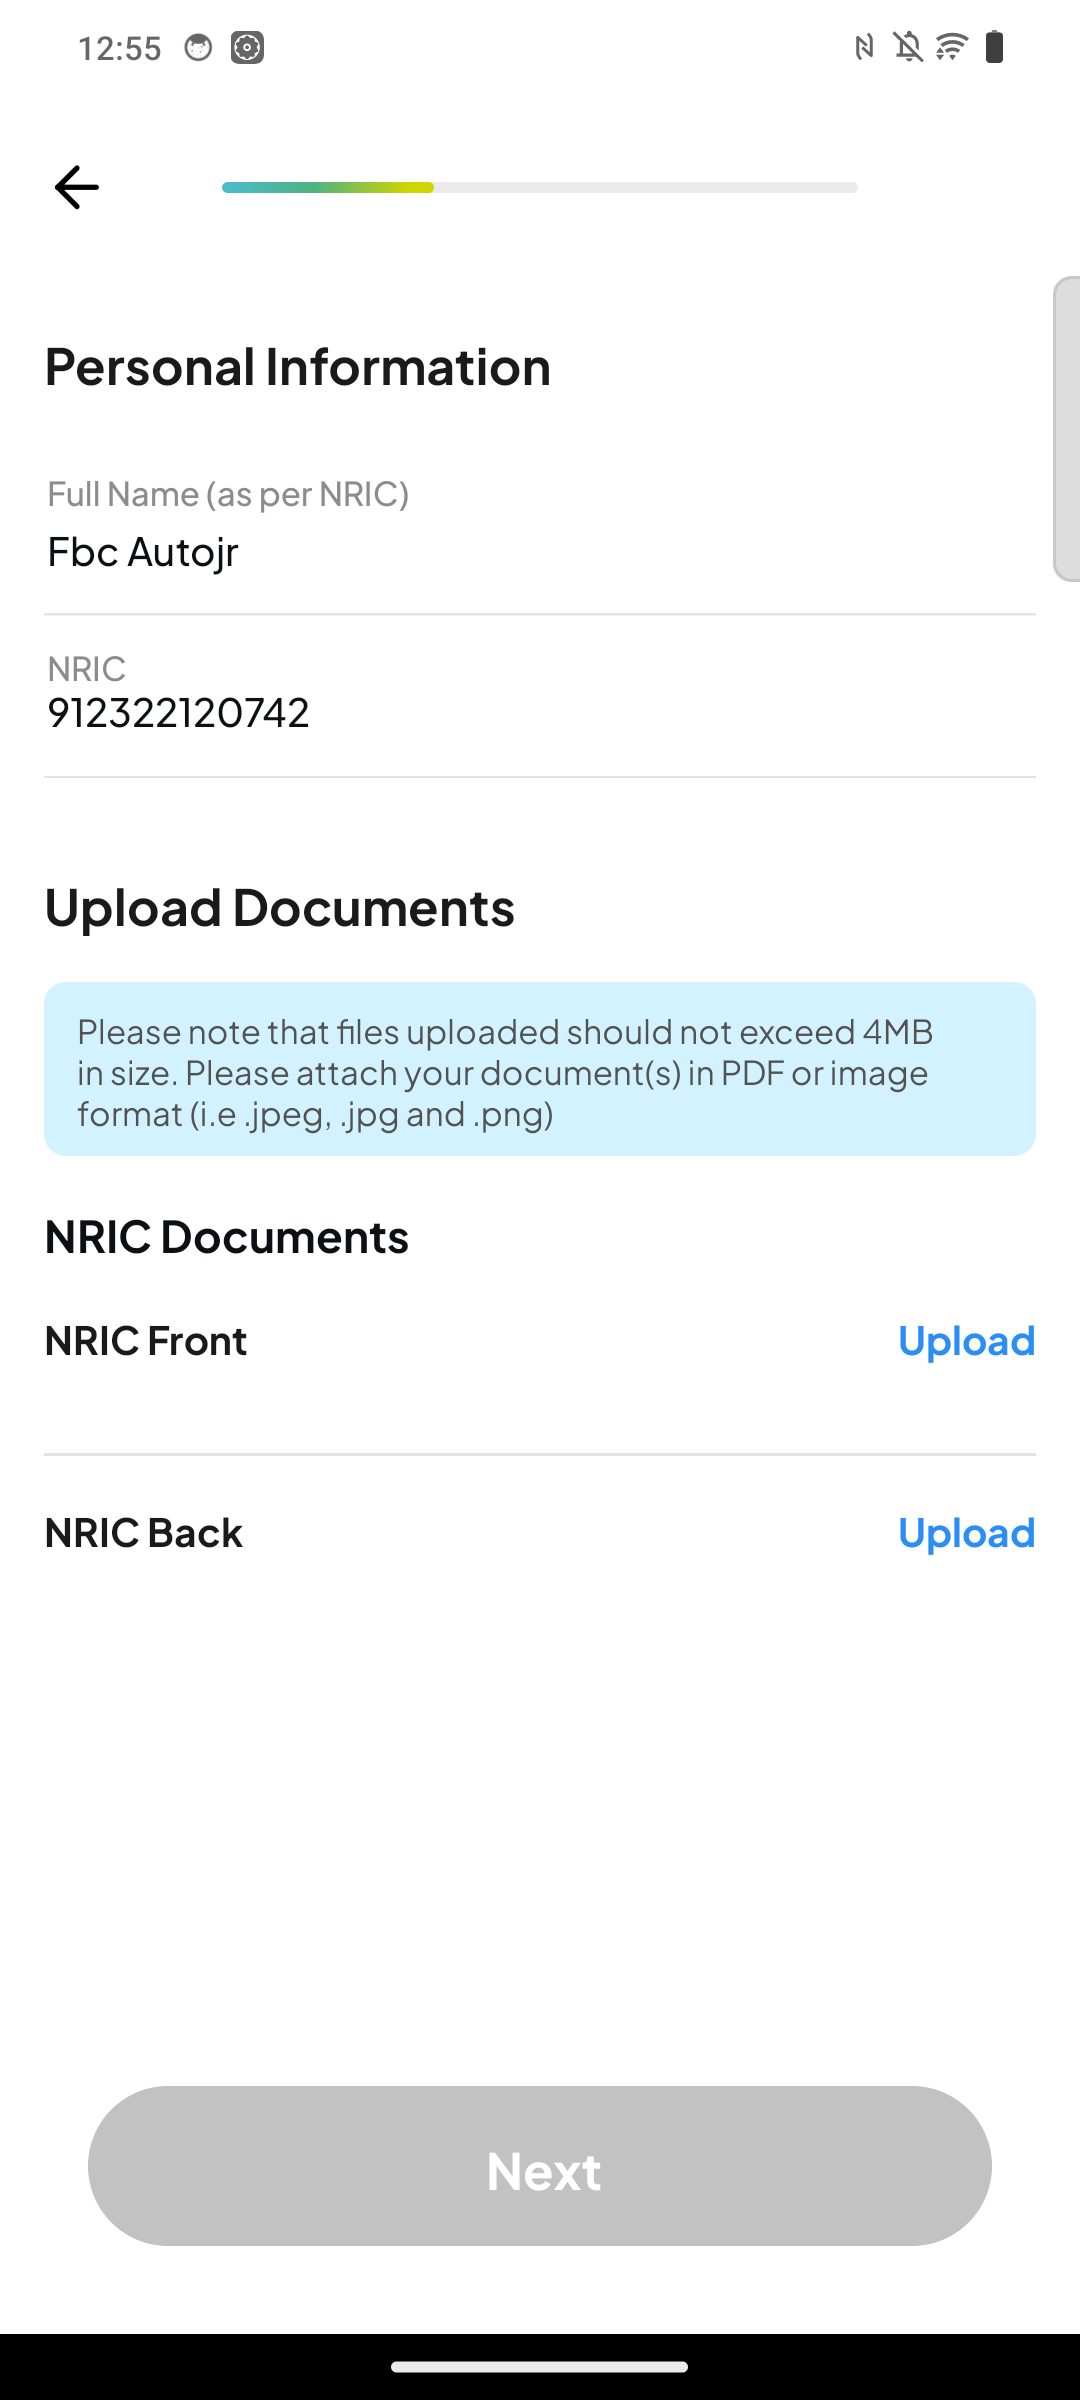 12:55
Personal Information
Full Name (as per NRIC)
Fbc Autojr
NRIC
912322120742
Upload Documents
Please note that files uploaded should not exceed 4MB
in size. Please attach your document(s) in PDF or image
format (i.e .jpeg, .jpg and .png)
NRIC Documents
NRIC Front
Upload
NRIC Back
Upload
Next